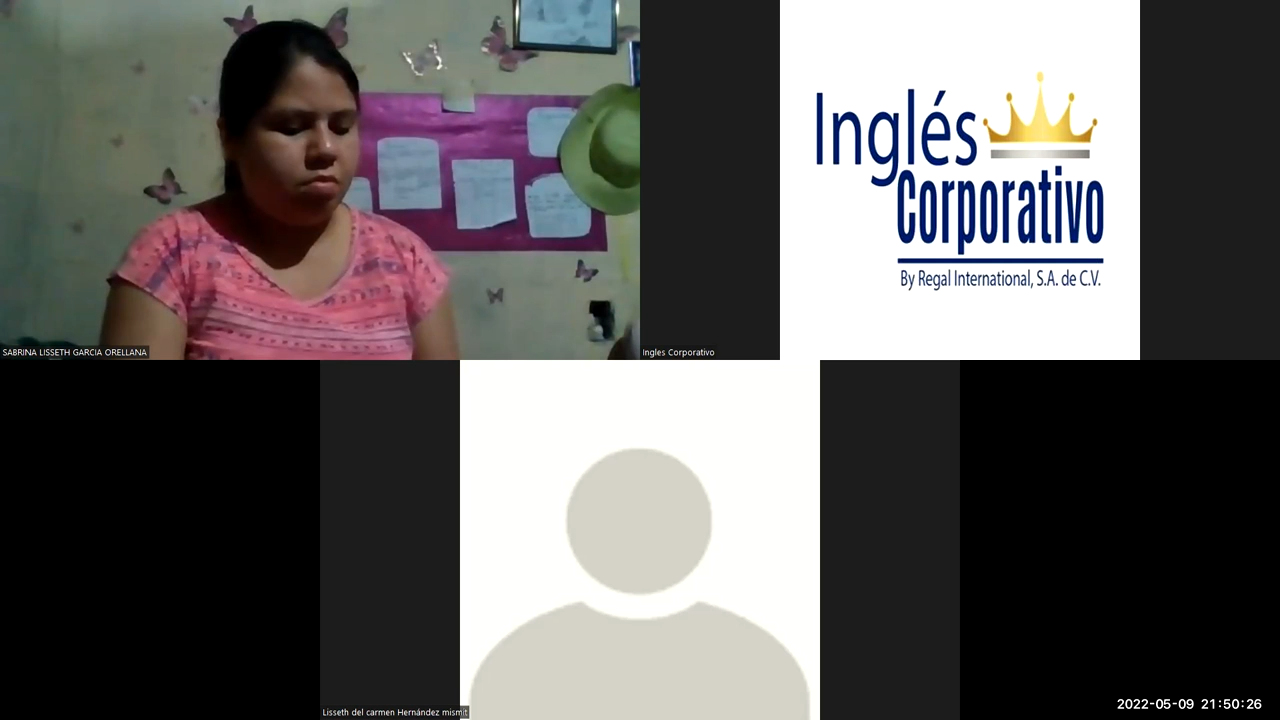 Inglés
Corporativo
By Regal International, S.A. de C.V.
SABRINA LISSETH GARCIA ORELLANA
Ingles Corporativo
Lisseth del carmen Hernández mismit
2022-05-09 21:50:26